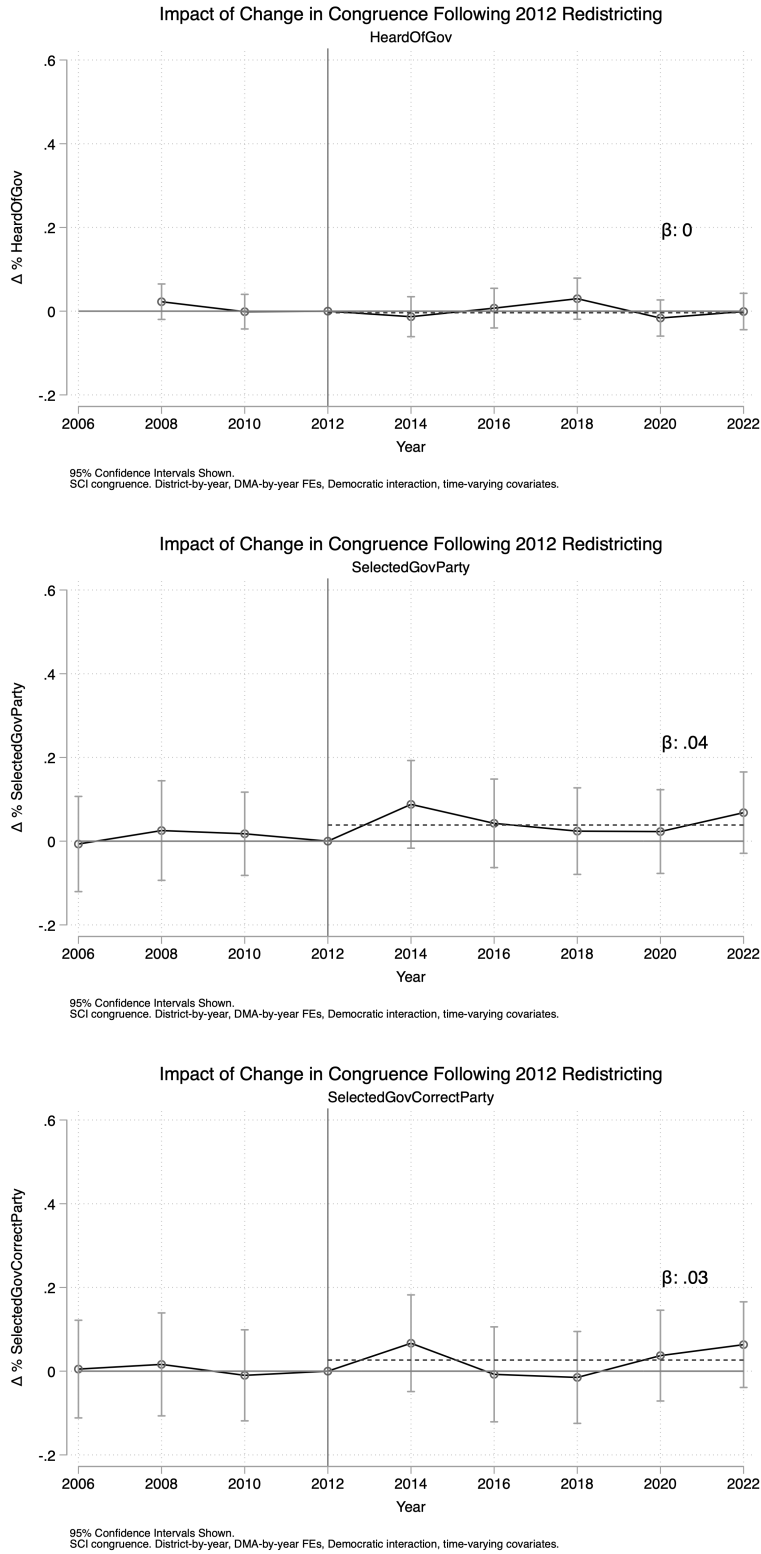 Impact of Change in Congruence Following 2012 Redistricting
HeardOfGov
Δ % HeardOfGov
.6
.4
.2
0
-.2
β: 0
2006 2008 2010 2012 2014 2016 2018 2020 2022
Year
95% Confidence Intervals Shown.
SCI congruence. District-by-year, DMA-by-year FEs, Democratic interaction, time-varying covariates.
Impact of Change in Congruence Following 2012 Redistricting
SelectedGovParty
Δ % SelectedGovParty
.6
.4
.2
0
-.2
β: .04
2006 2008 2010 2012 2014 2016 2018 2020 2022
Year
95% Confidence Intervals Shown.
SCI congruence. District-by-year, DMA-by-year FEs, Democratic interaction, time-varying covariates.
Impact of Change in Congruence Following 2012 Redistricting
SelectedGovCorrectParty
Δ % SelectedGovCorrectParty
.6
.4
.2
0
-.2
β: .03
2006 2008 2010 2012 2014 2016 2018 2020 2022
Year
95% Confidence Intervals Shown.
SCI congruence. District-by-year, DMA-by-year FEs, Democratic interaction, time-varying covariates.